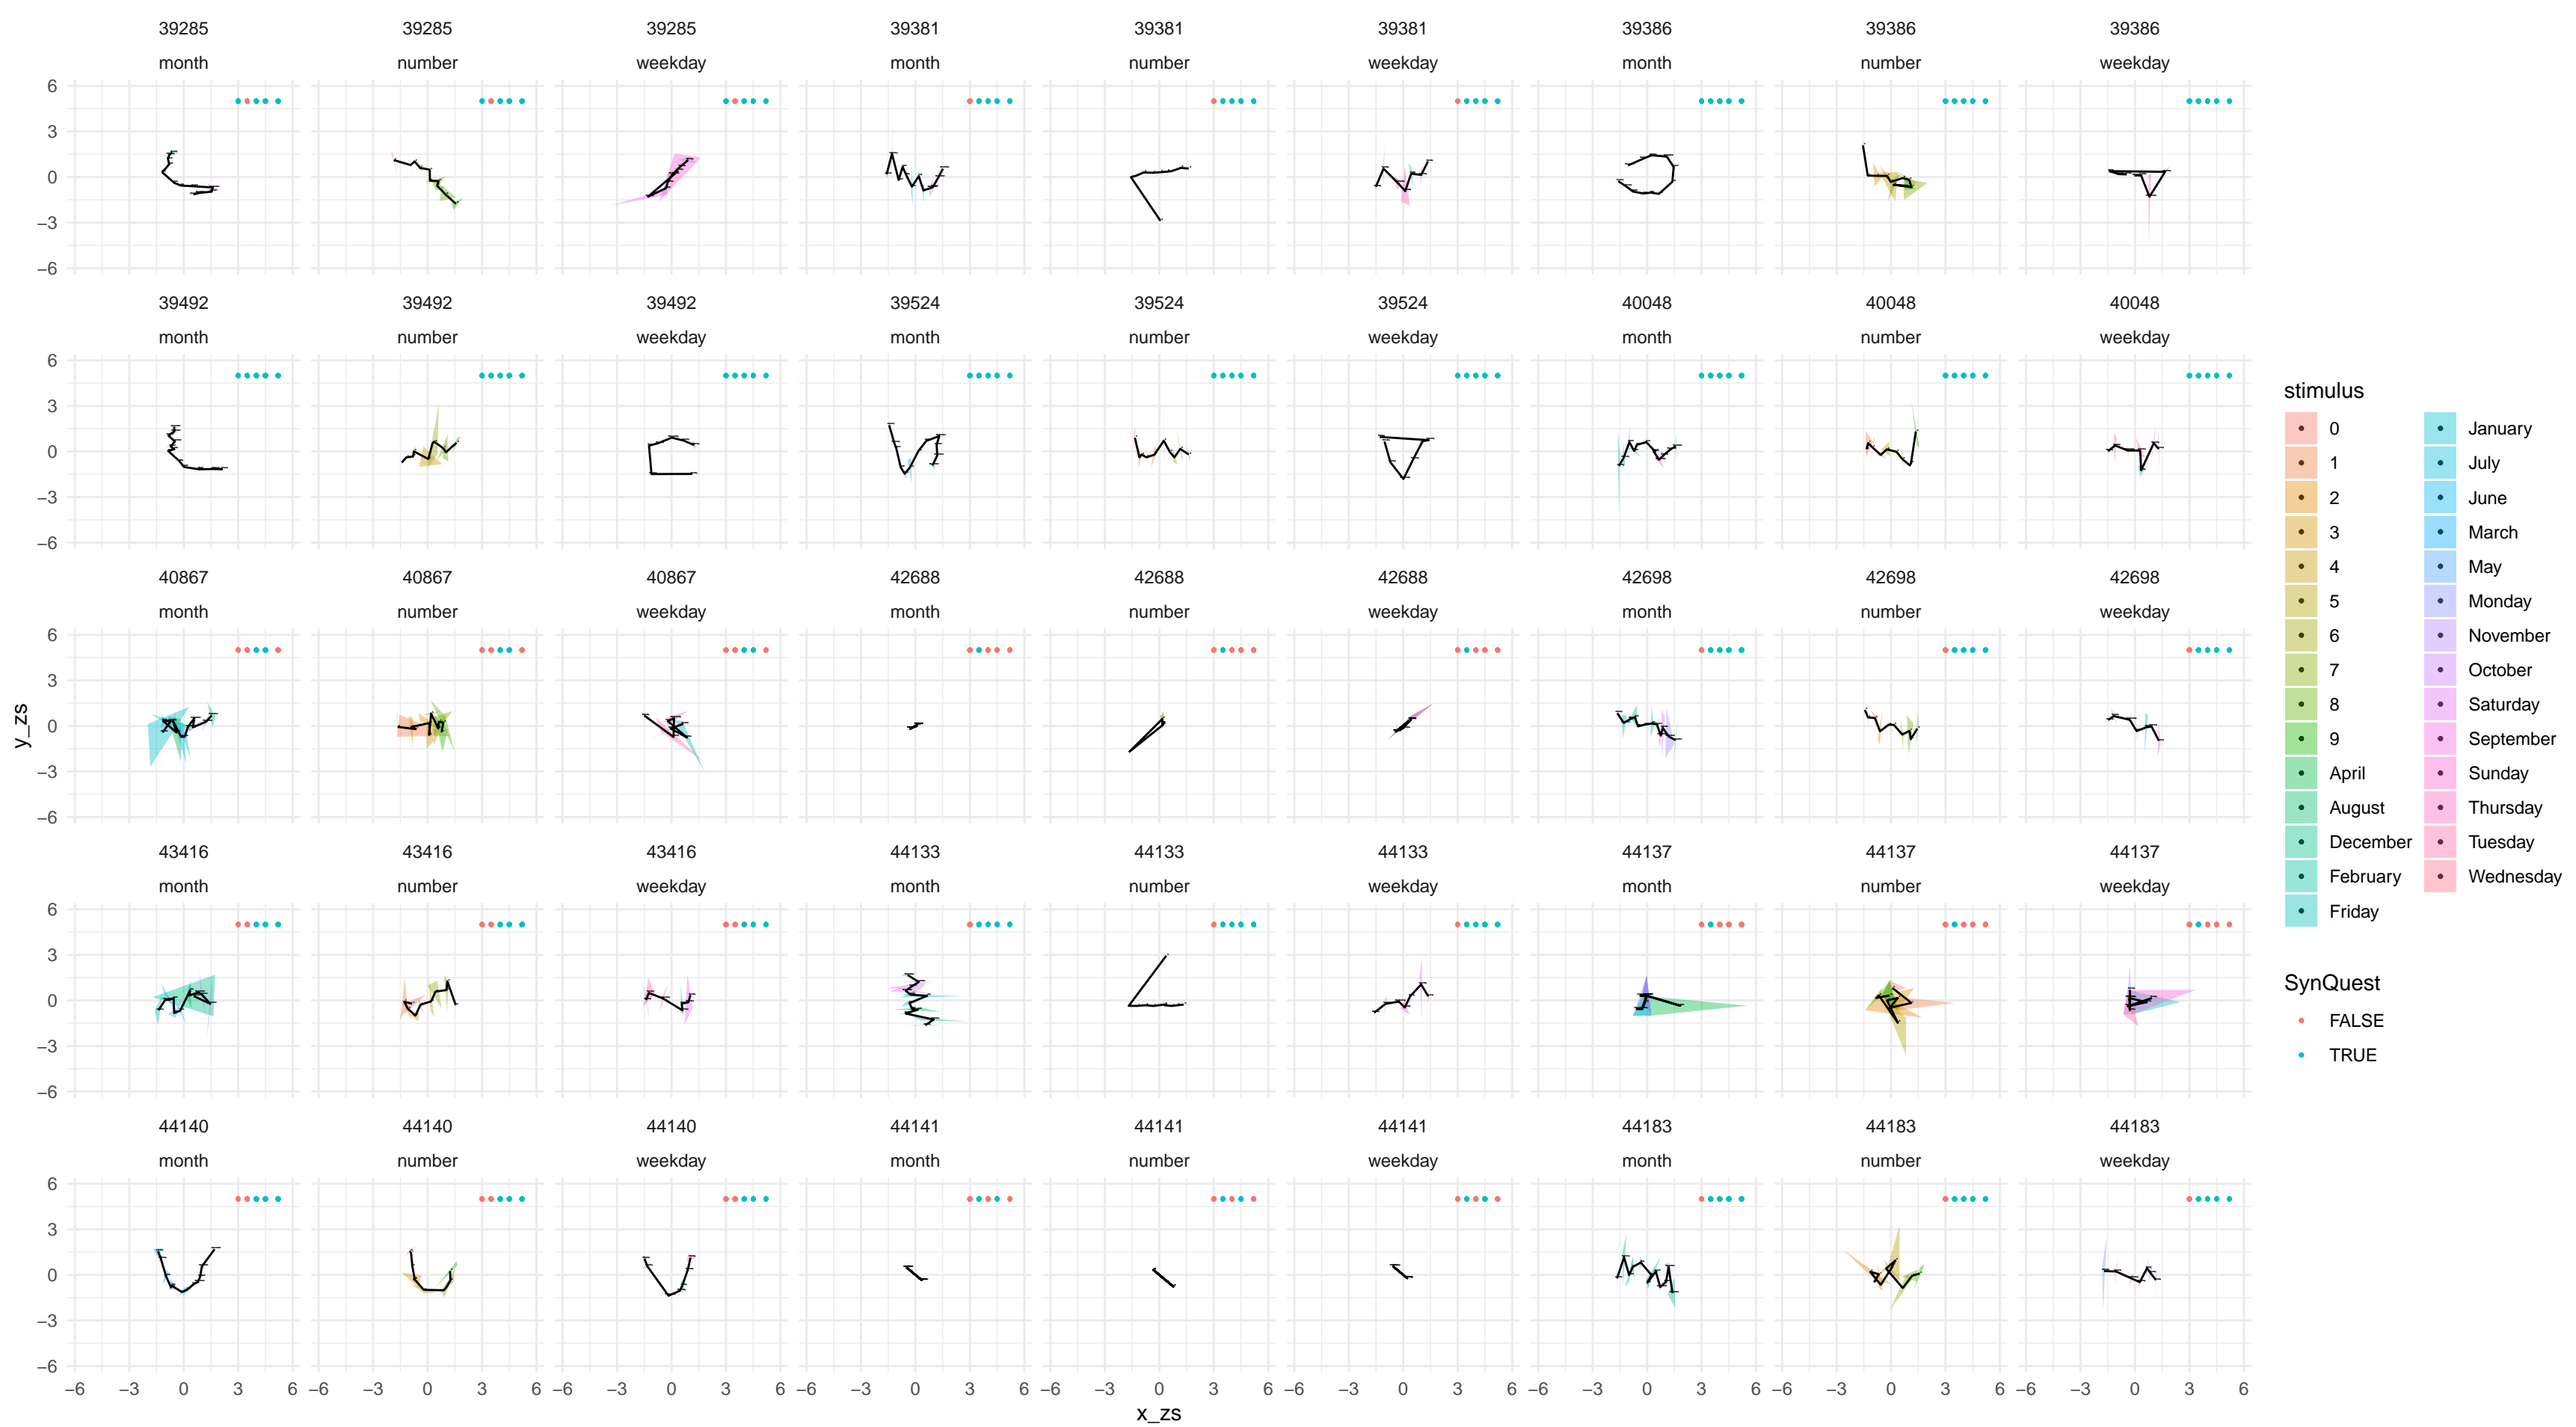 39285 39285 39285 39381 39381 39381 39386 39386 39386
month number weekday month number weekday month number weekday
6
3
0
−3
−6
39492 39492 39492 39524 39524 39524 40048 40048 40048
month number weekday month number weekday month number weekday
6
3
0
−3
−6
40867 40867 40867 42688 42688 42688 42698 42698 42698
month number weekday month number weekday month number weekday
6
3
0
−3
−6
43416 43416 43416 44133 44133 44133 44137 44137 44137
month number weekday month number weekday month number weekday
6
3
0
−3
−6
44140 44140 44140 44141 44141 44141 44183 44183 44183
month number weekday month number weekday month number weekday
6
3
0
−3
−6
−6 −3 0 3 6 −6 −3 0 3 6 −6 −3 0 3 6 −6 −3 0 3 6 −6 −3 0 3 6 −6 −3 0 3 6 −6 −3 0 3 6 −6 −3 0 3 6 −6 −3 0 3 6
x_zs
y_zs
stimulus
0
1
2
3
4
5
6
7
8
9
April
August
December
February
Friday
January
July
June
March
May
Monday
November
October
Saturday
September
Sunday
Thursday
Tuesday
Wednesday
SynQuest
FALSE
TRUE